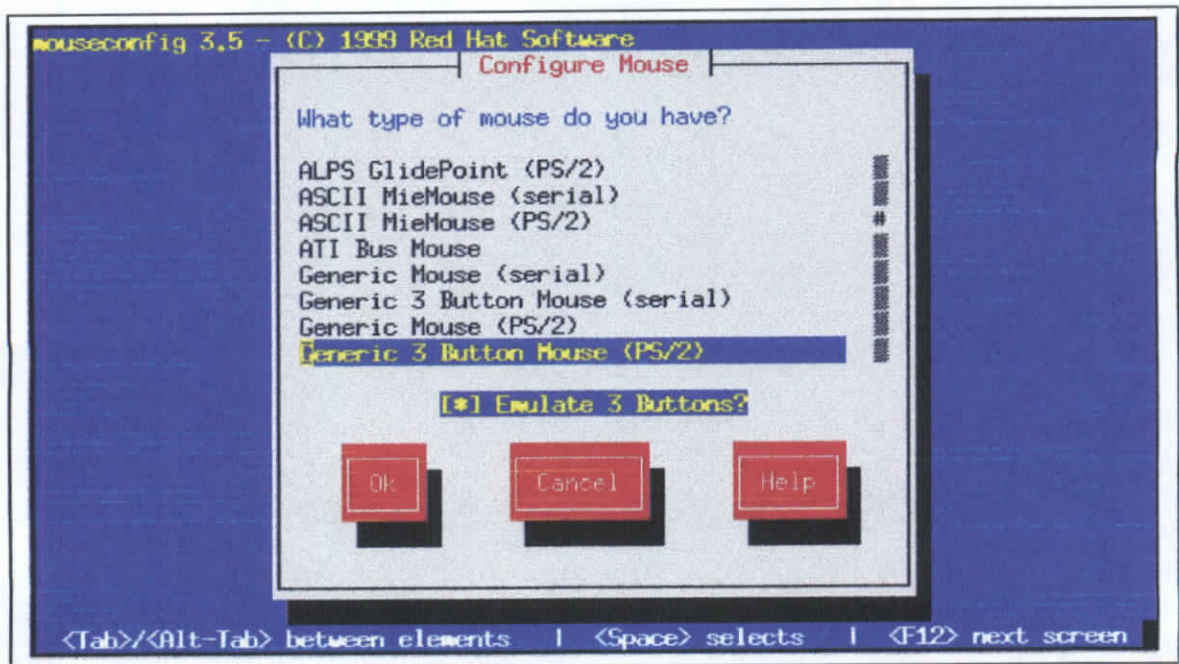 mouseconfig 3.5 - (C) 1999 Red Hat Software
Configure Mouse
What type of mouse do you have?
ALPS GlidePoint (PS/2)
ASCII MieMouse (serial)
ASCII MieMouse (PS/2)
#
ATI Bus Mouse
Generic Mouse (serial)
Generic 3 Button Mouse (serial)
Generic Mouse (PS/2)
Generic 3 Button Mouse (PS/2)
[*] Emulate 3 Buttons?
Ok Cancel Help
<Tab>/<Alt-Tab> between elements | <Space> selects | <F12> next screen